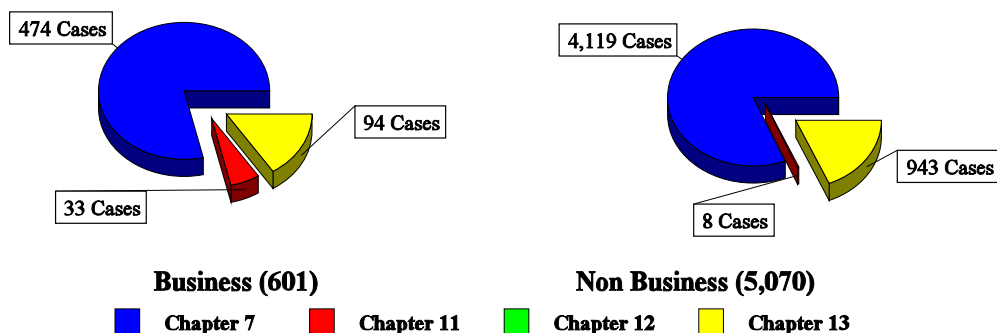 474 Cases
94 Cases
33 Cases
Business (601)
4,119 Cases
943 Cases
8 Cases
Non Business (5,070)
Chapter 7
Chapter 11
Chapter 12
Chapter 13